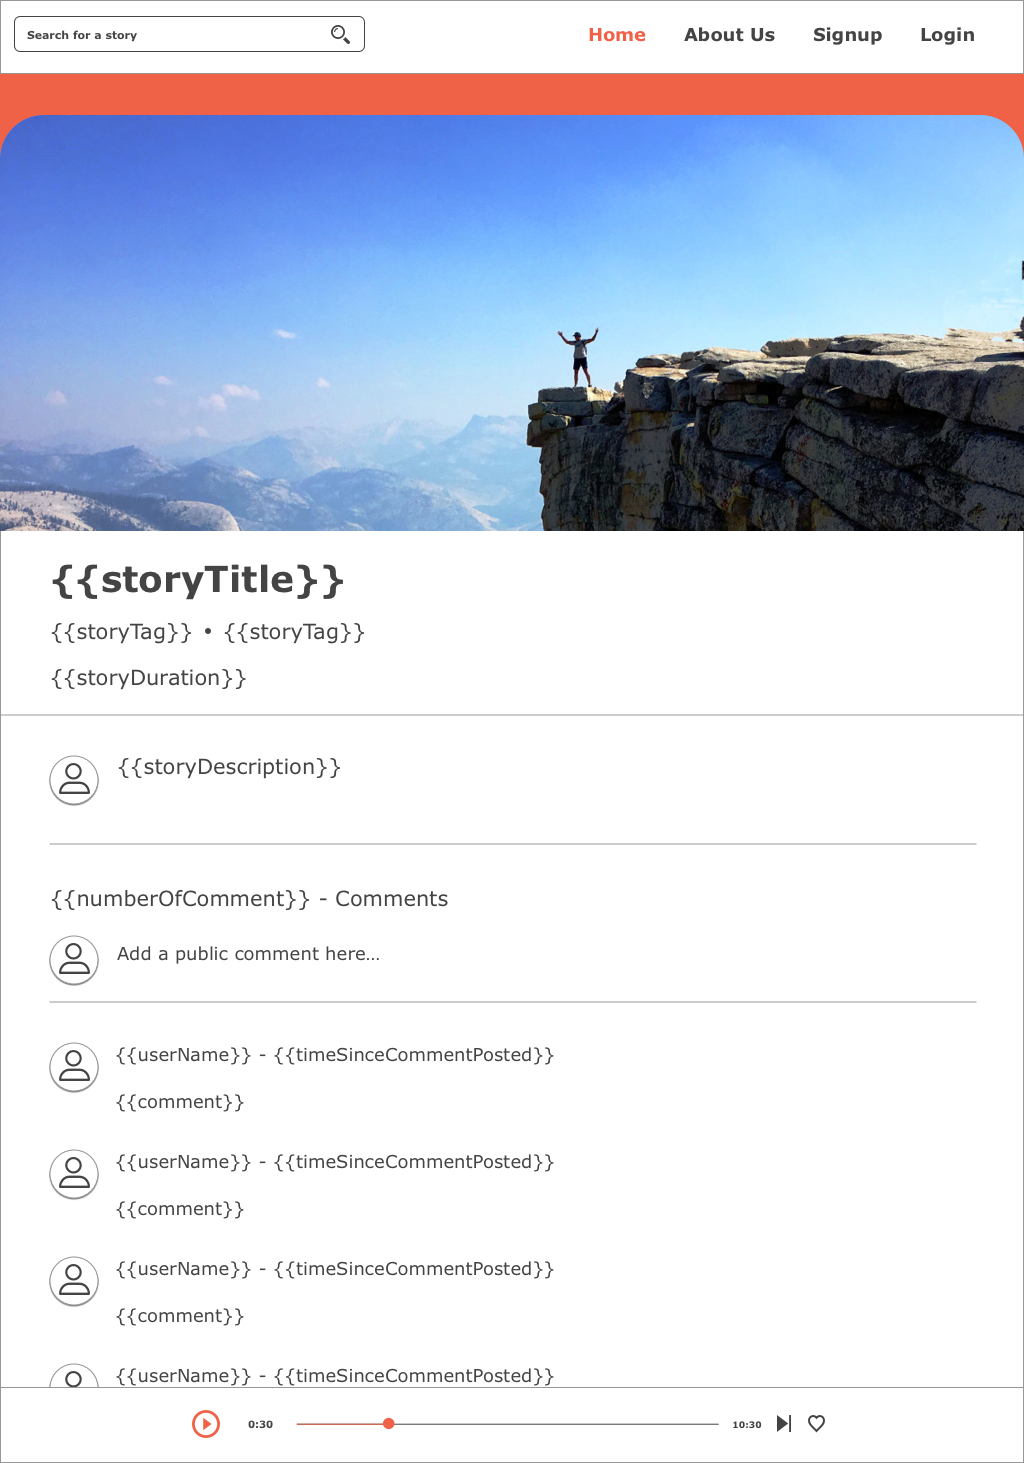 Search for a story
Home About Us Signup Login
{{storyTitle}}
{{storyTag}} • {{storyTag}}
{{storyDuration}}
{{storyDescription}}
{{numberOfComment}} - Comments
Add a public comment here...
{{userName}} - {{timeSinceCommentPosted}}
{{comment}}
{{userName}} - {{timeSinceCommentPosted}}
{{comment}}
{{userName}} - {{timeSinceCommentPosted}}
{{comment}}
{{userName}} - {{timeSinceCommentPosted}}
0:30 10:30